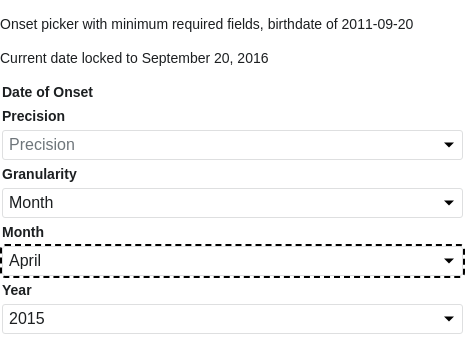 Onset picker with minimum required fields, birthdate of 2011-09-20
Current date locked to September 20, 2016
Date of Onset
Precision
Precision
Granularity
Month
Month
April
Year
2015